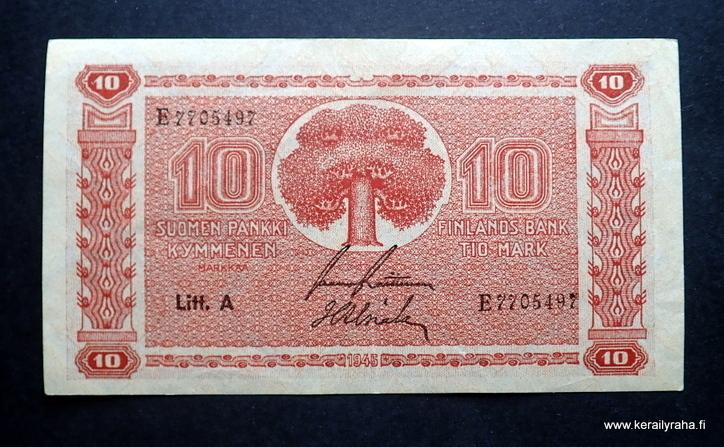 10 10
E7705497
10 10
SUOMEN PANKKI FINLANDS BANK
KYMMENEN TIO MARK
MARKKAA
Litt. A E7705497
10 1945 10
www.kerailyraha.fi